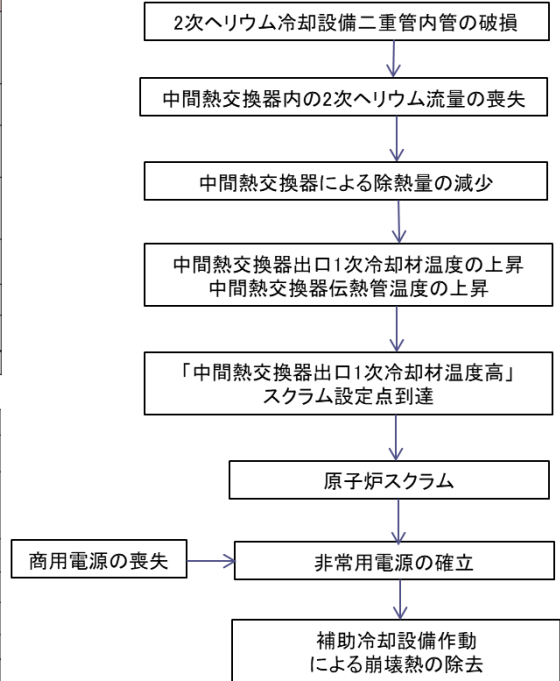 2次ヘリウム冷却設備二重管内管の破損
中間熱交換器内の2次ヘリウム流量の喪失
中間熱交換器による除熱量の減少
中間熱交換器出口1次冷却材温度の上昇
中間熱交換器伝熱管温度の上昇
「中間熱交換器出口1次冷却材温度高」
スクラム設定点到達
原子炉スクラム
商用電源の喪失
非常用電源の確立
補助冷却設備作動
による崩壊熱の除去